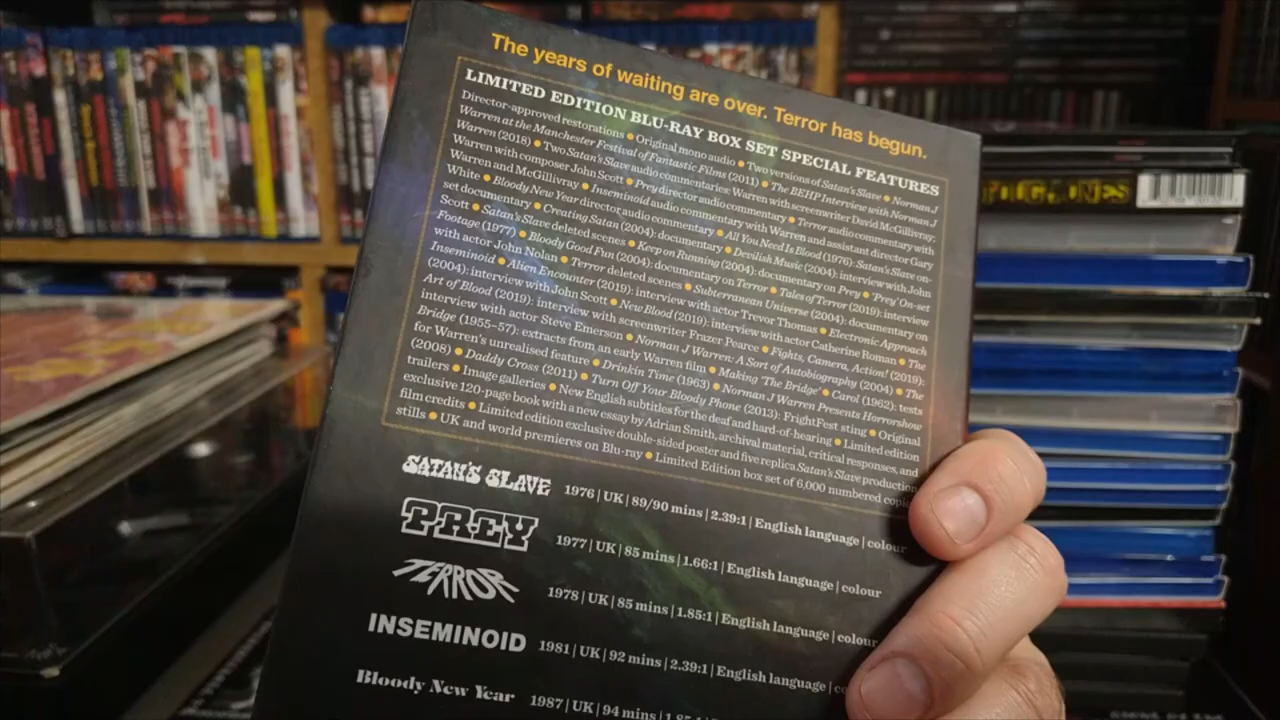 The years of waiting are over. Terror has begun.
LIMITED EDITION BLU-RAY BOX SET SPECIAL FEATURES
Director-approved restorations • Original mono audio • Two versions of Satan's Slave • Norman J
Warren at the Manchester Festival of Fantastic Films (2011) • The BEHP Interview with Norman J
Warren (2018) • Two Satan's Slave audio commentaries: Warren with screenwriter David McGillivray;
Warren with composer John Scott • Prey director audio commentary • Terror audio commentary with
Warren and McGillivray • Inseminoid audio commentary with Warren and assistant director Gary
White • Bloody New Year director audio commentary • All You Need Is Blood (1976): Satan's Slave on-
set documentary • Creating Satan (2004): documentary • Devilish Music (2004): interview with John
Scott • Satan's Slave deleted scenes • Keep on Running (2004): documentary on Prey • 'Prey' On-set
Footage (1977) • Bloody Good Fun (2004): documentary on Terror • Tales of Terror (2019): interview
with actor John Nolan • Terror deleted scenes • Subterranean Universe (2004): documentary on
Inseminoid • Alien Encounter (2019): interview with actor Trevor Thomas • Electronic Approach
(2004): interview with John Scott • New Blood (2019): interview with actor Catherine Roman • The
Art of Blood (2019): interview with screenwriter Frazer Pearce • Fights, Camera, Action! (2019):
interview with actor Steve Emerson • Norman J Warren: A Sort of Autobiography (2004) • The
Bridge (1955–57): extracts from an early Warren film • Making 'The Bridge' • Carol (1962): tests
for Warren's unrealised feature • Drinkin Time (1963) • Norman J Warren Presents Horrorshow
(2008) • Daddy Cross (2011) • Turn Off Your Bloody Phone (2013): FrightFest sting • Original
trailers • Image galleries • New English subtitles for the deaf and hard-of-hearing • Limited edition
exclusive 120-page book with a new essay by Adrian Smith, archival material, critical responses, and
film credits • Limited edition exclusive double-sided poster and five replica Satan's Slave production
stills • UK and world premieres on Blu-ray • Limited Edition box set of 6,000 numbered copies
SATAN'S SLAVE 1976 | UK | 89/90 mins | 2.39:1 | English language | colour
PREY 1977 | UK | 85 mins | 1.66:1 | English language | colour
TERROR 1978 | UK | 85 mins | 1.85:1 | English language | colour
INSEMINOID 1981 | UK | 92 mins | 2.39:1 | English language | co
Bloody New Year 1987 | UK | 94 mins | 1.85:1